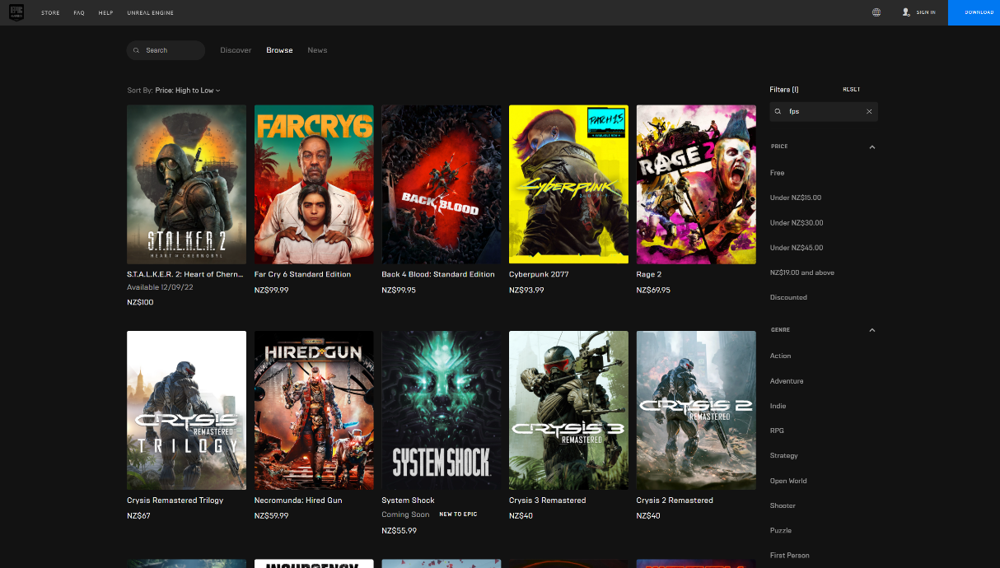 EPIC GAMES
STORE FAQ HELP UNREAL ENGINE SIGN IN DOWNLOAD
Search Discover Browse News
Sort By: Price: High to Low
Filters (1) RESET
fps
PRICE
Free
Under NZ$15.00
Under NZ$30.00
Under NZ$45.00
NZ$19.00 and above
Discounted
GENRE
Action
Adventure
Indie
RPG
Strategy
Open World
Shooter
Puzzle
First Person
S.T.A.L.K.E.R. 2
HEART OF CHERNOBYL
S.T.A.L.K.E.R. 2: Heart of Chern...
Available 12/09/22
NZ$100
FARCRY6
Far Cry 6 Standard Edition
NZ$99.99
BACK 4 BLOOD
Back 4 Blood: Standard Edition
NZ$99.95
PATCH 1.5
AVAILABLE NOW
Cyberpunk
Cyberpunk 2077
NZ$93.99
RAGE 2
Rage 2
NZ$69.95
CRYSIS
REMASTERED
TRILOGY
Crysis Remastered Trilogy
NZ$67
HIRED GUN
Necromunda: Hired Gun
NZ$59.99
SYSTEM SHOCK
System Shock
Coming Soon NEW TO EPIC
NZ$55.99
CRYSIS 3
REMASTERED
Crysis 3 Remastered
NZ$40
CRYSIS 2
REMASTERED
Crysis 2 Remastered
NZ$40
INSURGENCY